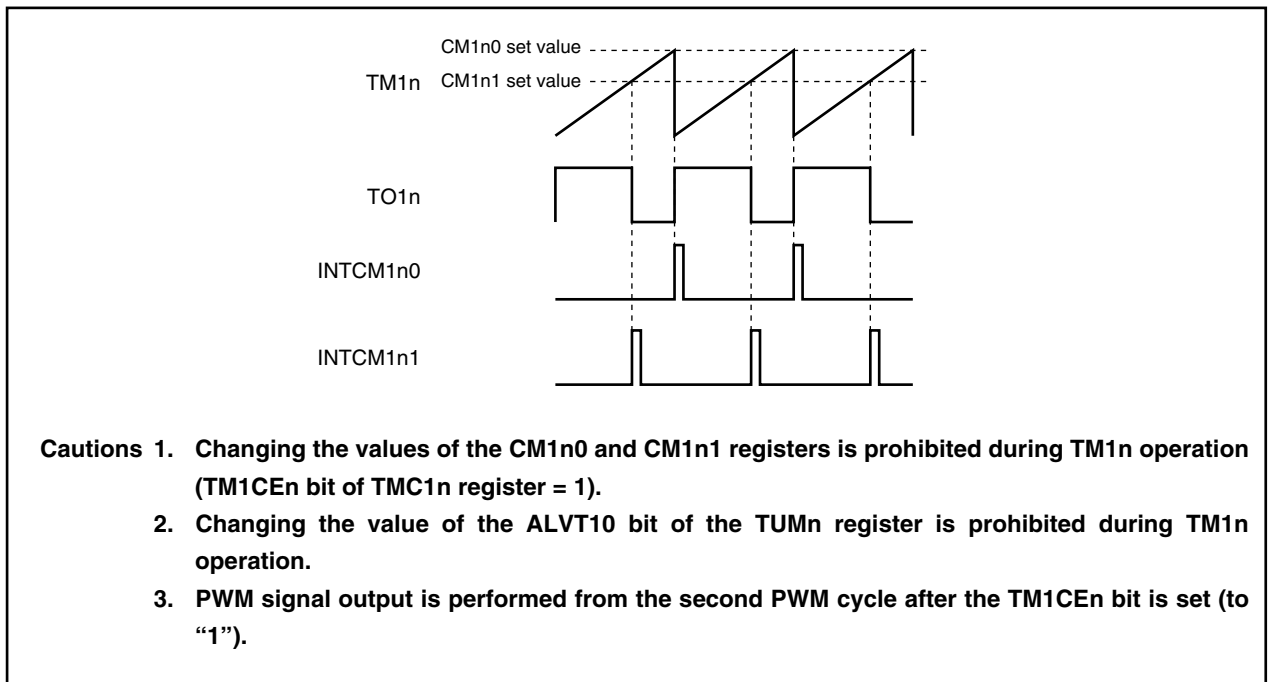 CM1n0 set value
TM1n CM1n1 set value
TO1n
INTCM1n0
INTCM1n1
Cautions 1. Changing the values of the CM1n0 and CM1n1 registers is prohibited during TM1n operation
(TM1CEn bit of TMC1n register = 1).
2. Changing the value of the ALVT10 bit of the TUMn register is prohibited during TM1n
operation.
3. PWM signal output is performed from the second PWM cycle after the TM1CEn bit is set (to
“1”).